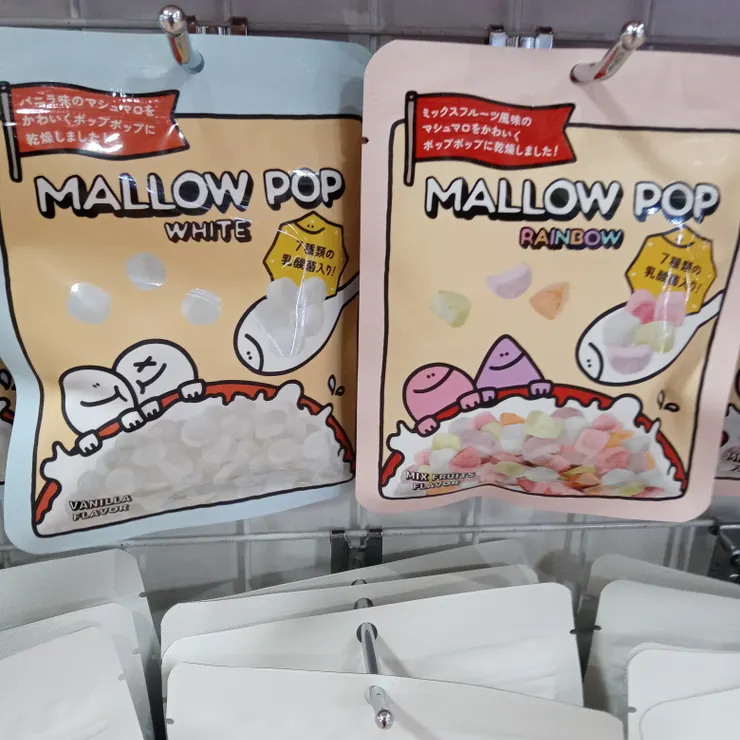 バニラ味のマシュマロを
かわいくポップポップに
乾燥しました!
MALLOW POP
WHITE
7種類の
乳酸菌入り!
VANILLA
FLAVOR
ミックスフルーツ風味の
マシュマロをかわいく
ポップポップに乾燥しました!
MALLOW POP
RAINBOW
7種類の
乳酸菌入り!
MIX FRUITS
FLAVOR